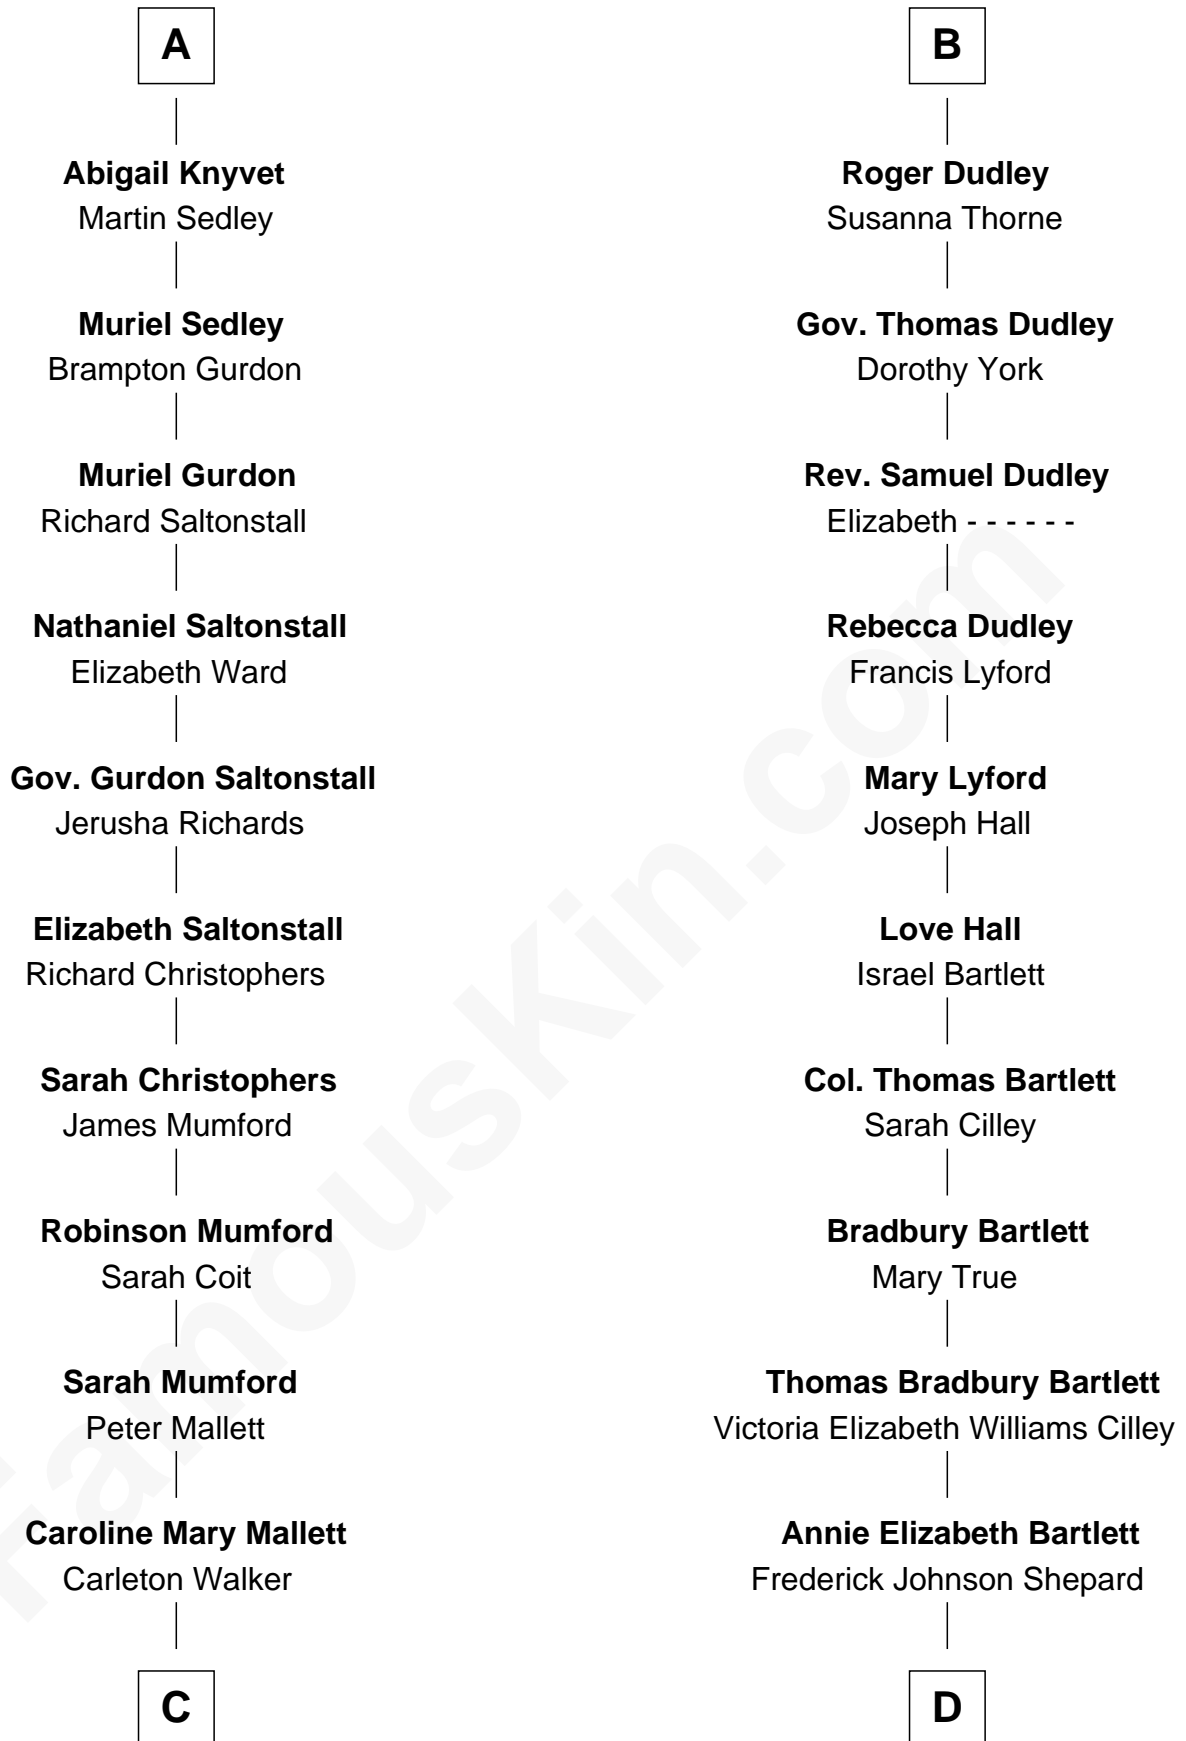 A
Abigail Knyvet
Martin Sedley
Muriel Sedley
Brampton Gurdon
Muriel Gurdon
Richard Saltonstall
Nathaniel Saltonstall
Elizabeth Ward
Gov. Gurdon Saltonstall
Jerusha Richards
Elizabeth Saltonstall
Richard Christophers
Sarah Christophers
James Mumford
Robinson Mumford
Sarah Coit
Sarah Mumford
Peter Mallett
Caroline Mary Mallett
Carleton Walker
C
B
Roger Dudley
Susanna Thorne
Gov. Thomas Dudley
Dorothy York
Rev. Samuel Dudley
Elizabeth - - - - - -
Rebecca Dudley
Francis Lyford
Mary Lyford
Joseph Hall
Love Hall
Israel Bartlett
Col. Thomas Bartlett
Sarah Cilley
Bradbury Bartlett
Mary True
Thomas Bradbury Bartlett
Victoria Elizabeth Williams Cilley
Annie Elizabeth Bartlett
Frederick Johnson Shepard
D
FamousKin.com